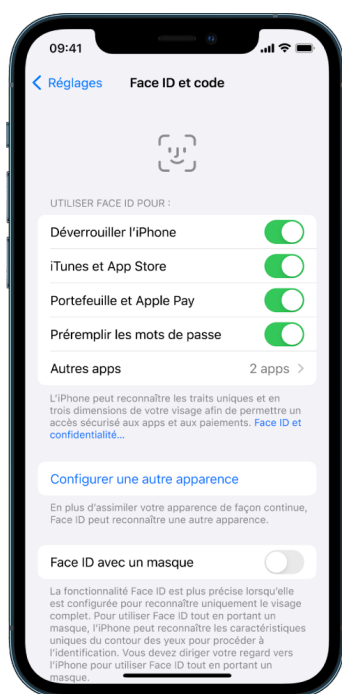 09:41
Réglages Face ID et code
UTILISER FACE ID POUR :
Déverrouiller l'iPhone
iTunes et App Store
Portefeuille et Apple Pay
Préremplir les mots de passe
Autres apps 2 apps
L'iPhone peut reconnaître les traits uniques et en
trois dimensions de votre visage afin de permettre un
accès sécurisé aux apps et aux paiements. Face ID et
confidentialité...
Configurer une autre apparence
En plus d'assimiler votre apparence de façon continue,
Face ID peut reconnaître une autre apparence.
Face ID avec un masque
La fonctionnalité Face ID est plus précise lorsqu'elle
est configurée pour reconnaître uniquement le visage
complet. Pour utiliser Face ID tout en portant un
masque, l'iPhone peut reconnaître les caractéristiques
uniques du contour des yeux pour procéder à
l'identification. Vous devez diriger votre regard vers
l'iPhone pour utiliser Face ID tout en portant un
masque.